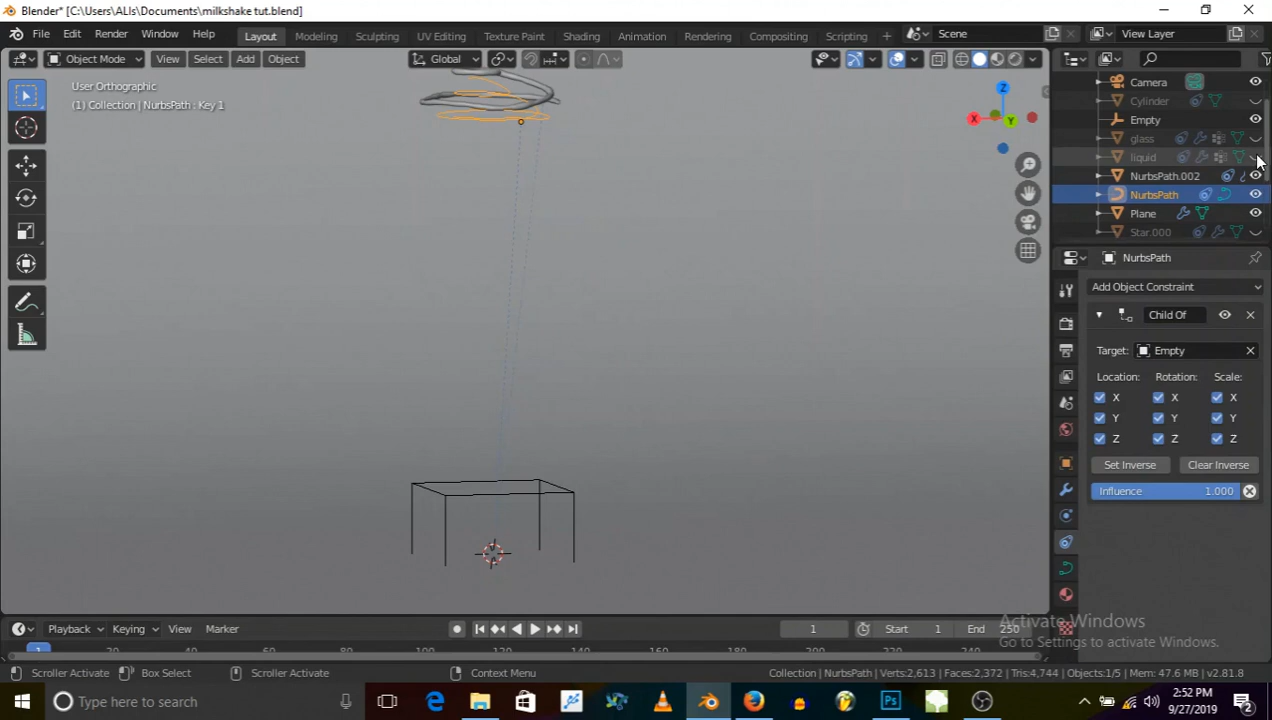 Blender* [C:\Users\ALIs\Documents\milkshake tut.blend]
File Edit Render Window Help Layout Modeling Sculpting UV Editing Texture Paint Shading Animation Rendering Compositing Scripting Scene View Layer
Object Mode View Select Add Object Global
User Orthographic
(1) Collection | NurbsPath : Key 1
Z
X
Y
Camera
Cylinder
Empty
glass
liquid
NurbsPath.002
NurbsPath
Plane
Star.000
NurbsPath
Add Object Constraint
Child Of
Target: Empty
Location: Rotation: Scale:
X X X
Y Y Y
Z Z Z
Set Inverse Clear Inverse
Influence 1.000
Activate Windows
Go to Settings to activate Windows.
Playback Keying View Marker 1 Start 1 End 250
1 20 40 60 80 100 120 140 160 180 200 220 240
Scroller Activate Box Select Scroller Activate Context Menu Collection | NurbsPath | Verts:2,613 | Faces:2,372 | Tris:4,744 | Objects:1/5 | Mem: 47.6 MB | v2.81.8
Type here to search
2:52 PM
9/27/2019
2